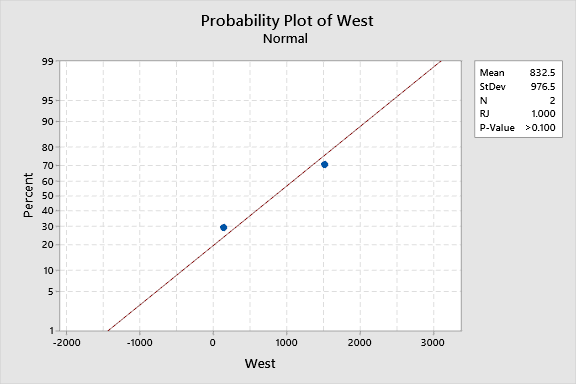 Probability Plot of West
Normal
99
95
90
80
70
60
50
40
30
20
10
5
1
Percent
-2000 -1000 0 1000 2000 3000
West
Mean 832.5
StDev 976.5
N 2
RJ 1.000
P-Value >0.100